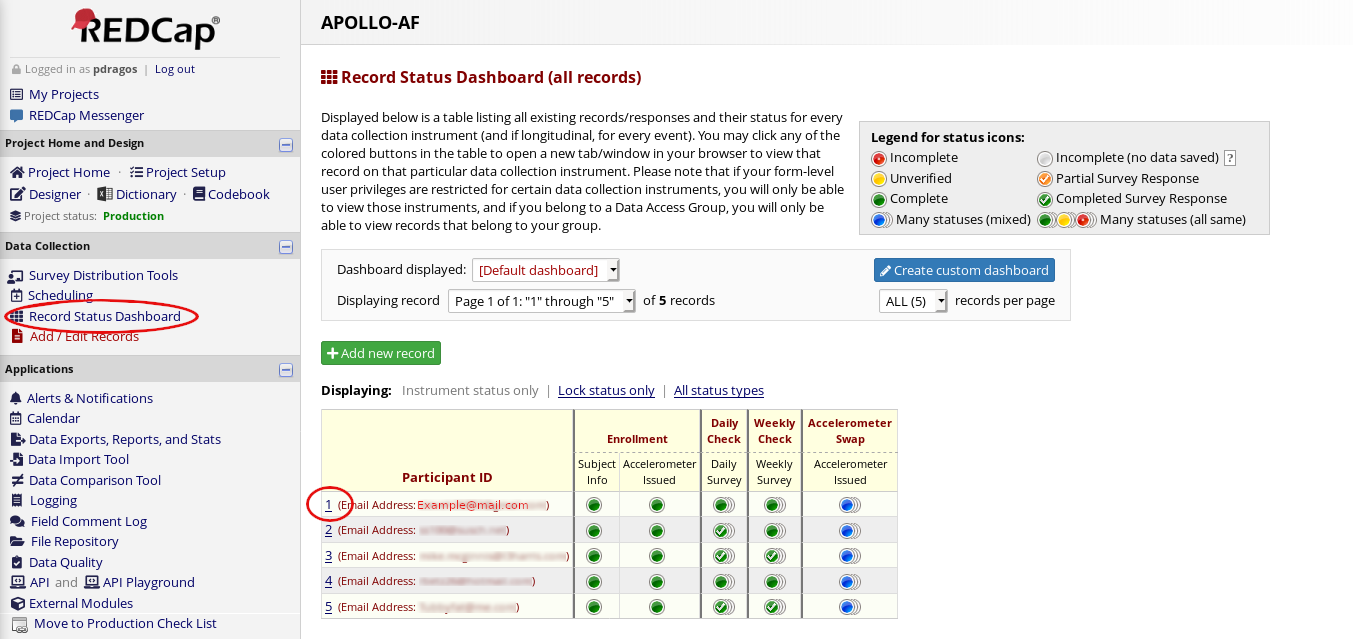 REDCap
Logged in as pdragos | Log out
My Projects
REDCap Messenger
Project Home and Design
Project Home · Project Setup
Designer · Dictionary · Codebook
Project status: Production
Data Collection
Survey Distribution Tools
Scheduling
Record Status Dashboard
Add / Edit Records
Applications
Alerts & Notifications
Calendar
Data Exports, Reports, and Stats
Data Import Tool
Data Comparison Tool
Logging
Field Comment Log
File Repository
Data Quality
API and API Playground
External Modules
Move to Production Check List
APOLLO-AF
Record Status Dashboard (all records)
Displayed below is a table listing all existing records/responses and their status for every
data collection instrument (and if longitudinal, for every event). You may click any of the
colored buttons in the table to open a new tab/window in your browser to view that
record on that particular data collection instrument. Please note that if your form-level
user privileges are restricted for certain data collection instruments, you will only be able
to view those instruments, and if you belong to a Data Access Group, you will only be
able to view records that belong to your group.
Legend for status icons:
Incomplete Incomplete (no data saved) ?
Unverified Partial Survey Response
Complete Completed Survey Response
Many statuses (mixed) Many statuses (all same)
Dashboard displayed: [Default dashboard] Create custom dashboard
Displaying record Page 1 of 1: "1" through "5" of 5 records ALL (5) records per page
Add new record
Displaying: Instrument status only | Lock status only | All status types
Participant ID
Enrollment
Daily
Check
Weekly
Check
Accelerometer
Swap
Subject
Info
Accelerometer
Issued
Daily
Survey
Weekly
Survey
Accelerometer
Issued
1 (Email Address: Example@mail.com )
2 (Email Address: )
3 (Email Address: )
4 (Email Address: )
5 (Email Address: )